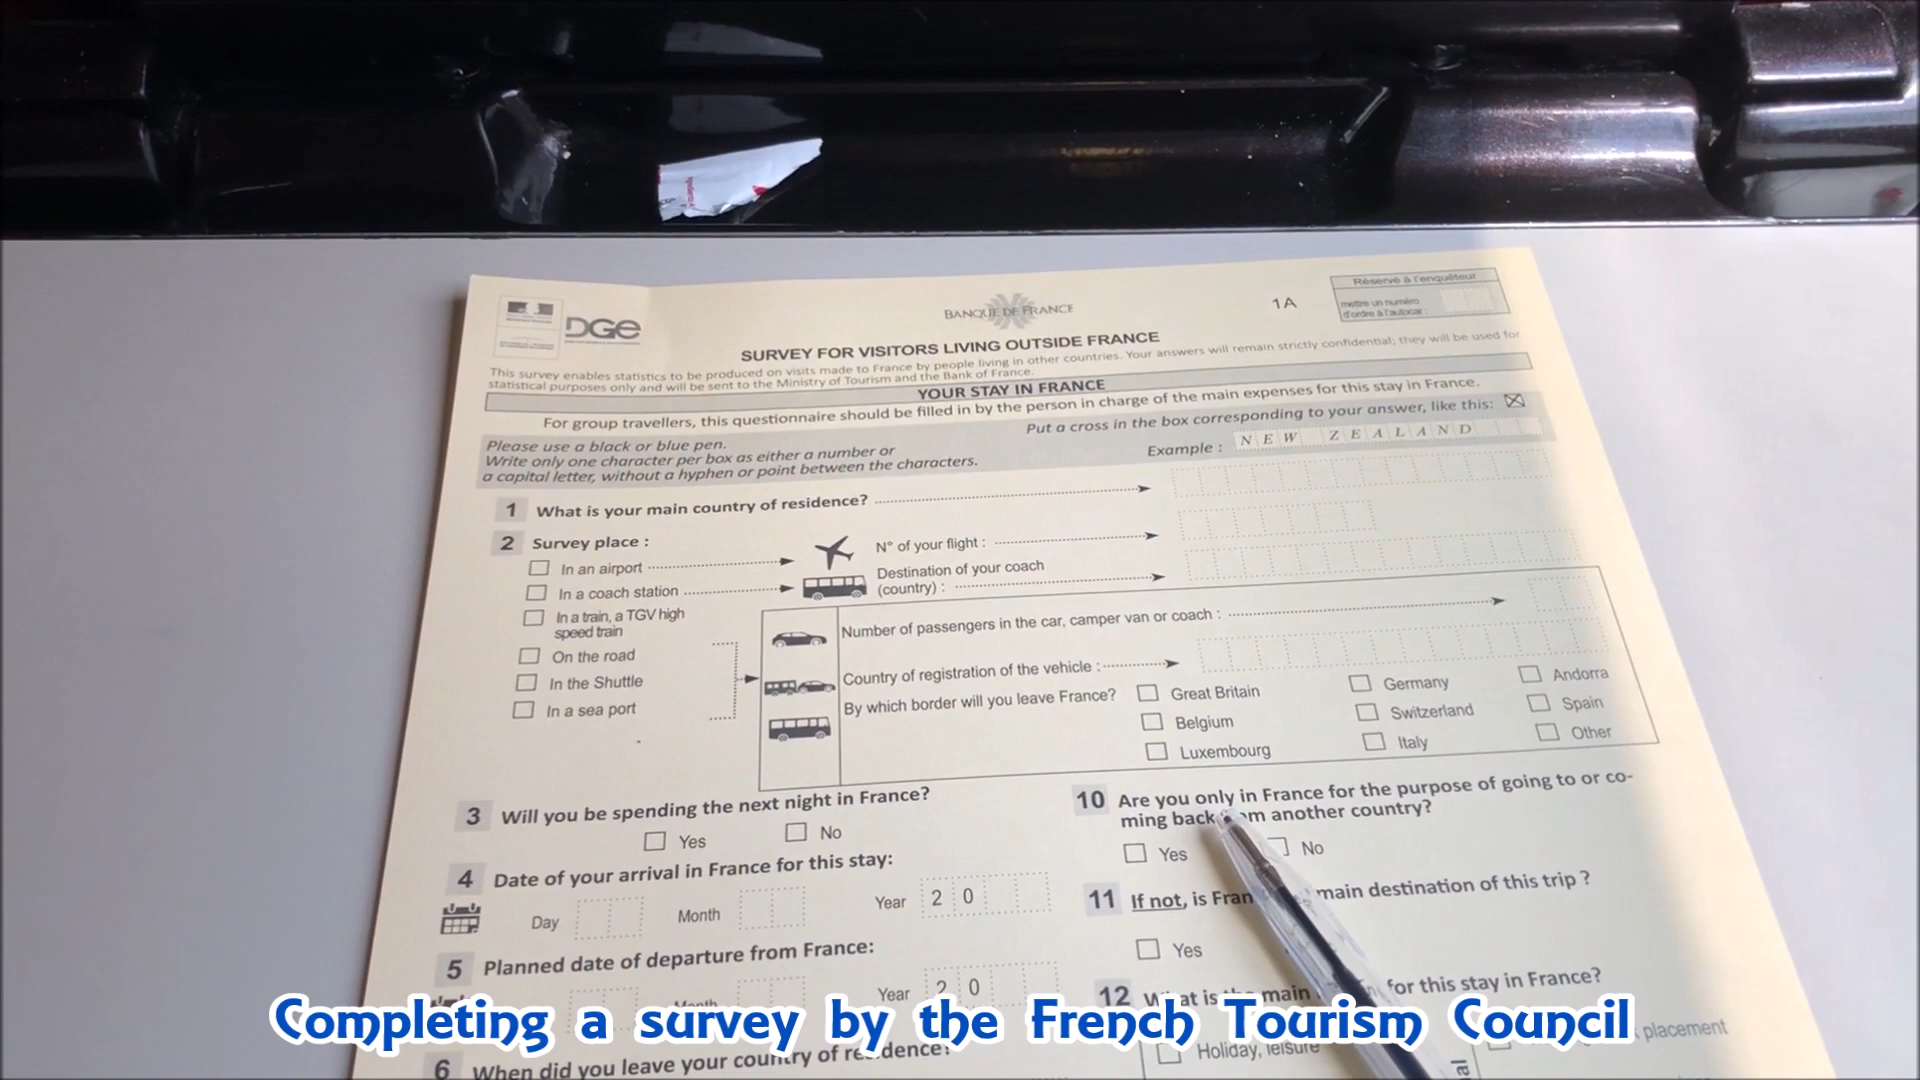 DGE
BANQUE DE FRANCE
1A
Réservé à l'enquêteur
mettre un numéro
d'ordre à l'autocar :
SURVEY FOR VISITORS LIVING OUTSIDE FRANCE
This survey enables statistics to be produced on visits made to France by people living in other countries. Your answers will remain strictly confidential; they will be used for
statistical purposes only and will be sent to the Ministry of Tourism and the Bank of France.
YOUR STAY IN FRANCE
For group travellers, this questionnaire should be filled in by the person in charge of the main expenses for this stay in France.
Please use a black or blue pen.
Write only one character per box as either a number or
a capital letter, without a hyphen or point between the characters.
Put a cross in the box corresponding to your answer, like this:
Example : NEW ZEALAND
1 What is your main country of residence?
2 Survey place :
In an airport
In a coach station
In a train, a TGV high
speed train
On the road
In the Shuttle
In a sea port
N° of your flight :
Destination of your coach
(country) :
Number of passengers in the car, camper van or coach :
Country of registration of the vehicle :
By which border will you leave France?
Great Britain
Belgium
Luxembourg
Germany
Switzerland
Italy
Andorra
Spain
Other
3 Will you be spending the next night in France?
Yes No
4 Date of your arrival in France for this stay:
Day Month Year 2 0
5 Planned date of departure from France:
Month Year 2 0
6 When did you leave your country of residence?
10 Are you only in France for the purpose of going to or co-
ming back from another country?
Yes No
11 If not, is Fran main destination of this trip ?
Yes
12 What is the main for this stay in France?
Holiday, leisure
placement
Completing a survey by the French Tourism Council